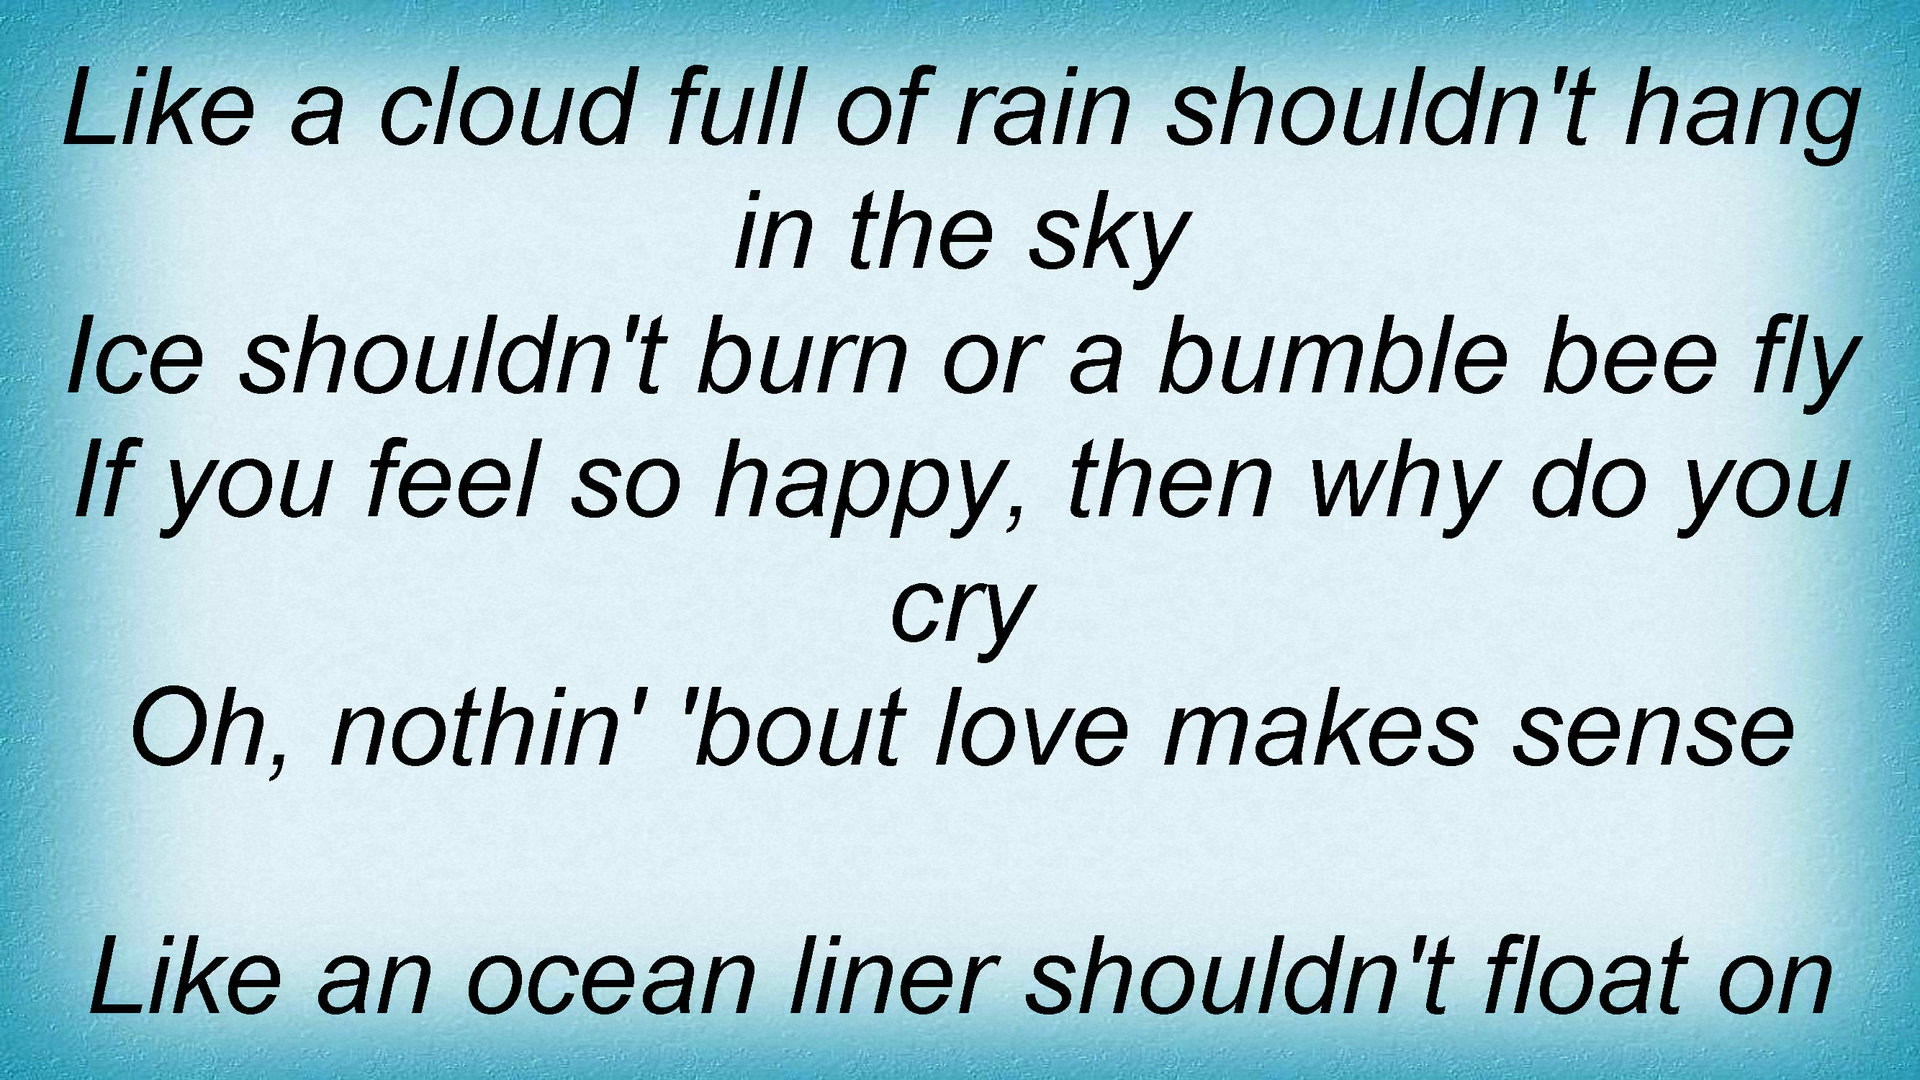 Like a cloud full of rain shouldn't hang
in the sky
Ice shouldn't burn or a bumble bee fly
If you feel so happy, then why do you
cry
Oh, nothin' 'bout love makes sense
Like an ocean liner shouldn't float on